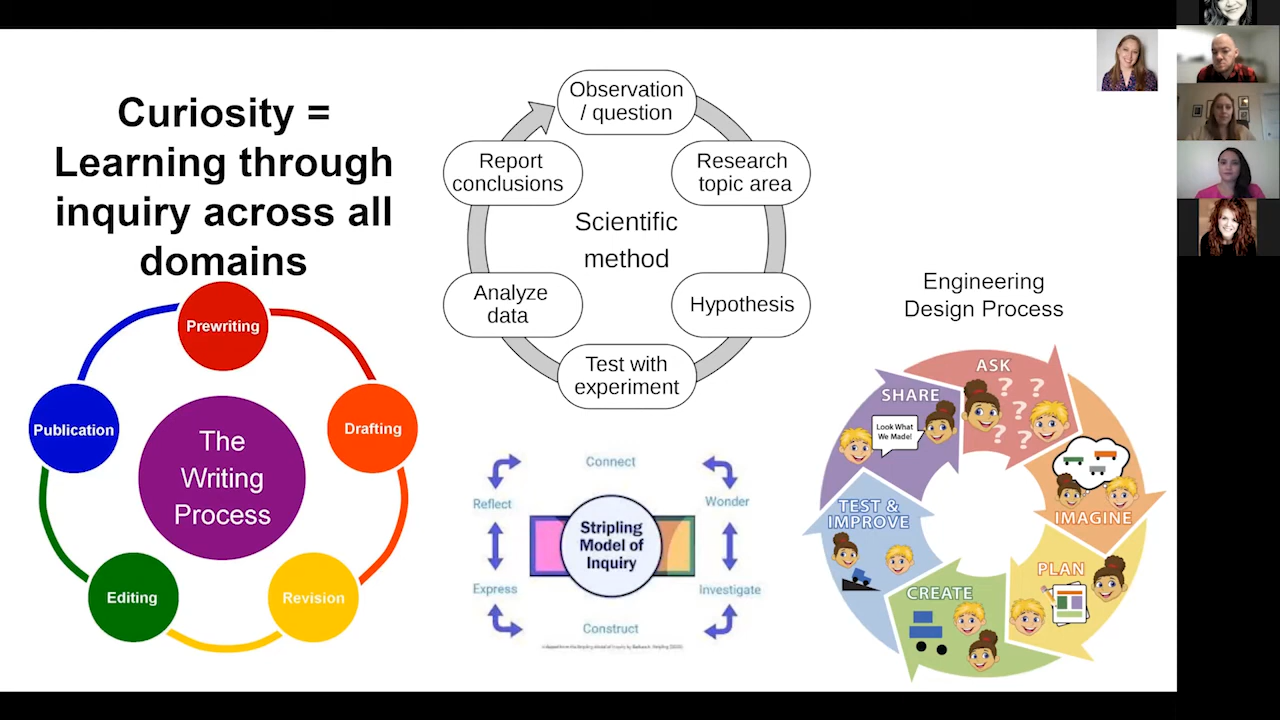 Curiosity =
Learning through
inquiry across all
domains
Prewriting
Drafting
Revision
Editing
Publication
The
Writing
Process
Observation
/ question
Research
topic area
Hypothesis
Test with
experiment
Analyze
data
Report
conclusions
Scientific
method
Connect
Wonder
Investigate
Construct
Express
Reflect
Stripling
Model of
Inquiry
Engineering
Design Process
ASK
? ?
?
? ?
IMAGINE
PLAN
CREATE
TEST &
IMPROVE
SHARE
Look What
We Made!